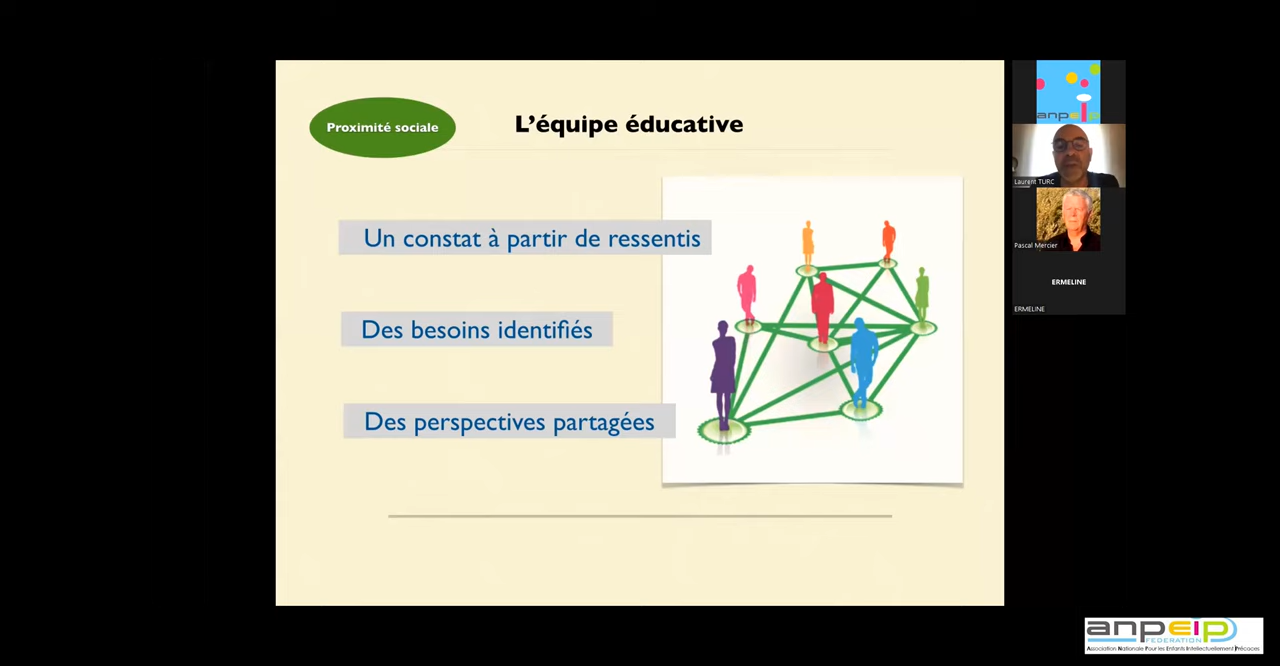 Proximité sociale
L'équipe éducative
Un constat à partir de ressentis
Des besoins identifiés
Des perspectives partagées
anpeip
Laurent TURC
Pascal Mercier
ERMELINE
ERMELINE
anpeip
FEDERATION
Association Nationale Pour les Enfants Intellectuellement Précoces